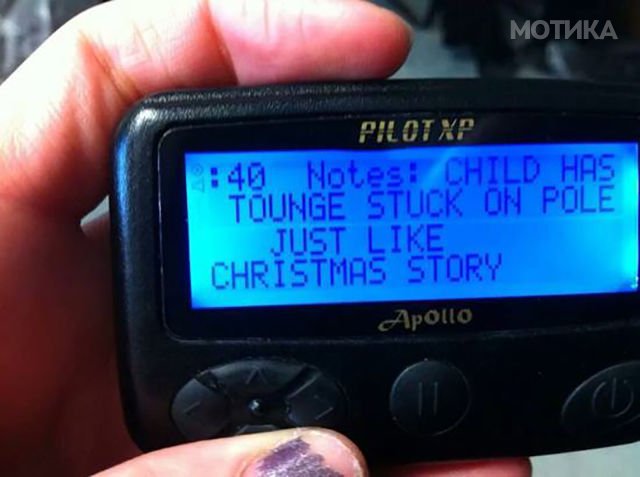 МОТИКА
PILOT XP
:40 Notes: CHILD HAS
TOUNGE STUCK ON POLE
JUST LIKE
CHRISTMAS STORY
Apollo